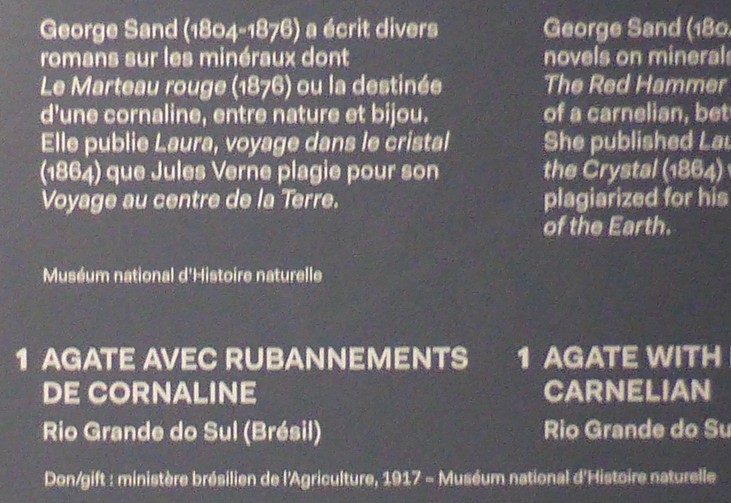 George Sand (1804-1876) a écrit divers
romans sur les minéraux dont
Le Marteau rouge (1876) ou la destinée
d'une cornaline, entre nature et bijou.
Elle publie Laura, voyage dans le cristal
(1864) que Jules Verne plagie pour son
Voyage au centre de la Terre.
Muséum national d'Histoire naturelle
1 AGATE AVEC RUBANNEMENTS
DE CORNALINE
Rio Grande do Sul (Brésil)
Don/gift : ministère brésilien de l'Agriculture, 1917 – Muséum national d'Histoire naturelle
George Sand (180
novels on minerals
The Red Hammer
of a carnelian, bet
She published Lau
the Crystal (1864)
plagiarized for his
of the Earth.
1 AGATE WITH
CARNELIAN
Rio Grande do Su